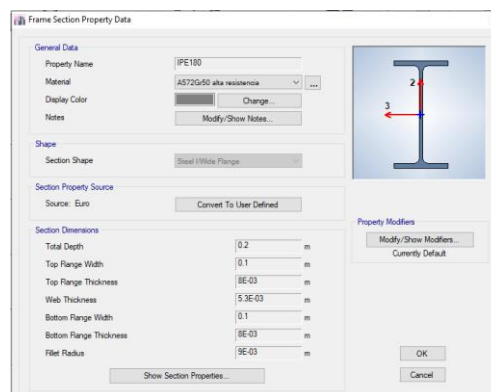 Frame Section Property Data
General Data
Property Name IPE180
Material A572Gr50 alta resistencia ...
Display Color Change...
Notes Modify/Show Notes...
Shape
Section Shape Steel I/Wide Flange
Section Property Source
Source: Euro Convert To User Defined
Section Dimensions
Total Depth 0.2 m
Top Flange Width 0.1 m
Top Flange Thickness 8E-03 m
Web Thickness 5.3E-03 m
Bottom Flange Width 0.1 m
Bottom Flange Thickness 8E-03 m
Fillet Radius 9E-03 m
Show Section Properties...
2
3
Property Modifiers
Modify/Show Modifiers...
Currently Default
OK
Cancel